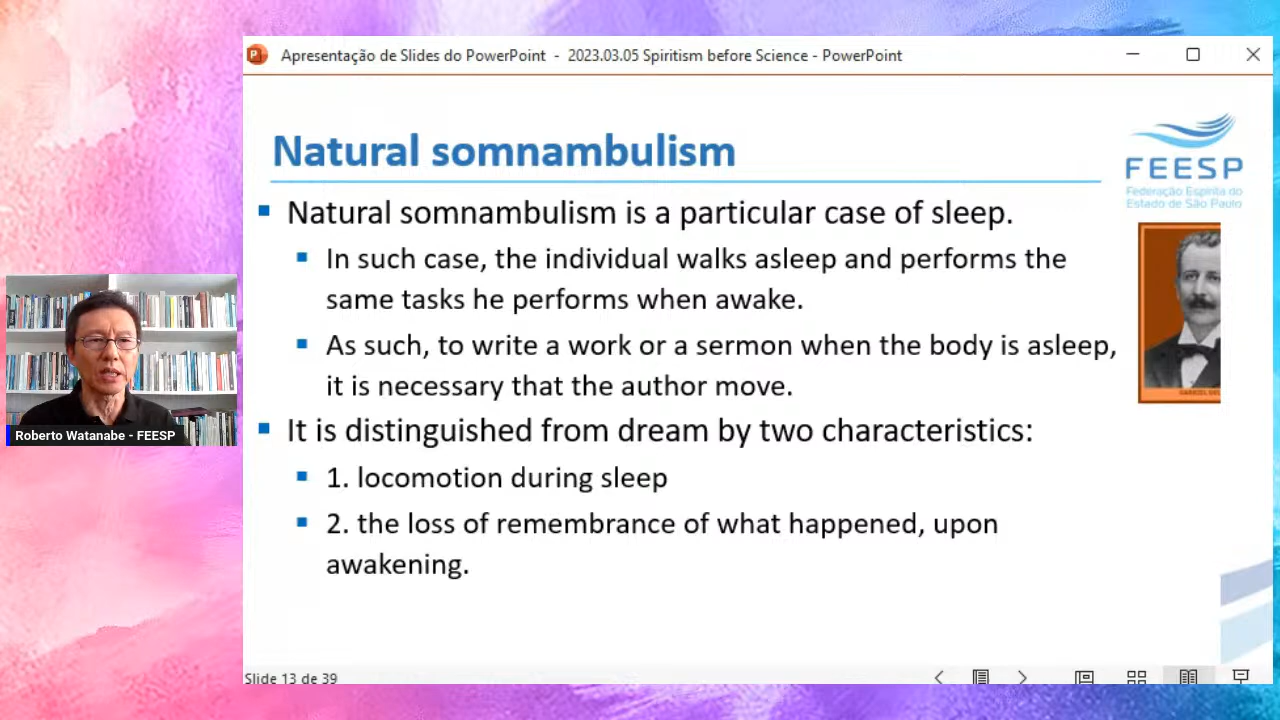 Apresentação de Slides do PowerPoint - 2023.03.05 Spiritism before Science - PowerPoint
Natural somnambulism
FEESP
Federação Espírita do
Estado de São Paulo
Natural somnambulism is a particular case of sleep.
In such case, the individual walks asleep and performs the
same tasks he performs when awake.
As such, to write a work or a sermon when the body is asleep,
it is necessary that the author move.
It is distinguished from dream by two characteristics:
1. locomotion during sleep
2. the loss of remembrance of what happened, upon
awakening.
Roberto Watanabe - FEESP
Slide 13 de 39